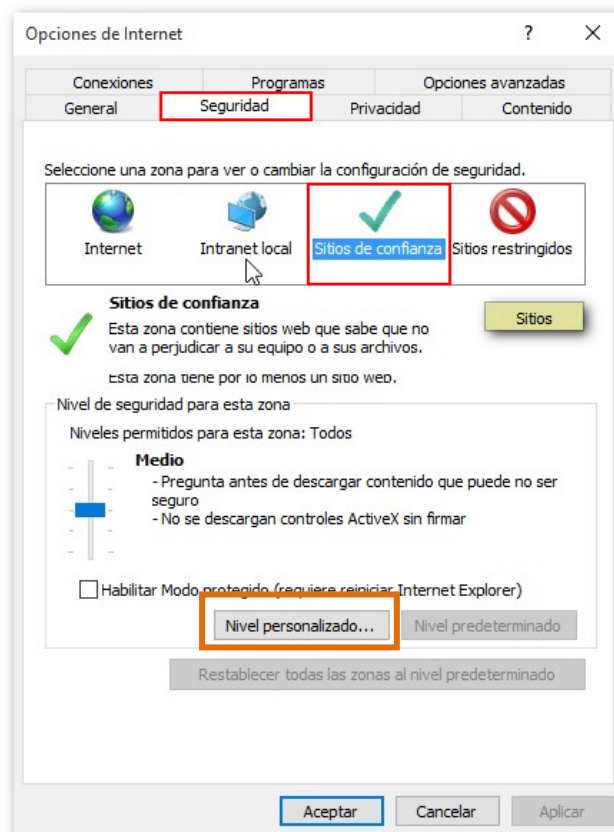 Opciones de Internet
Conexiones Programas Opciones avanzadas
General Seguridad Privacidad Contenido
Seleccione una zona para ver o cambiar la configuración de seguridad.
Internet Intranet local Sitios de confianza Sitios restringidos
Sitios de confianza
Sitios
Esta zona contiene sitios web que sabe que no
van a perjudicar a su equipo o a sus archivos.
Esta zona tiene por lo menos un sitio web.
Nivel de seguridad para esta zona
Niveles permitidos para esta zona: Todos
Medio
- Pregunta antes de descargar contenido que puede no ser
seguro
- No se descargan controles ActiveX sin firmar
Habilitar Modo protegido (requiere reiniciar Internet Explorer)
Nivel personalizado... Nivel predeterminado
Restablecer todas las zonas al nivel predeterminado
Aceptar Cancelar Aplicar